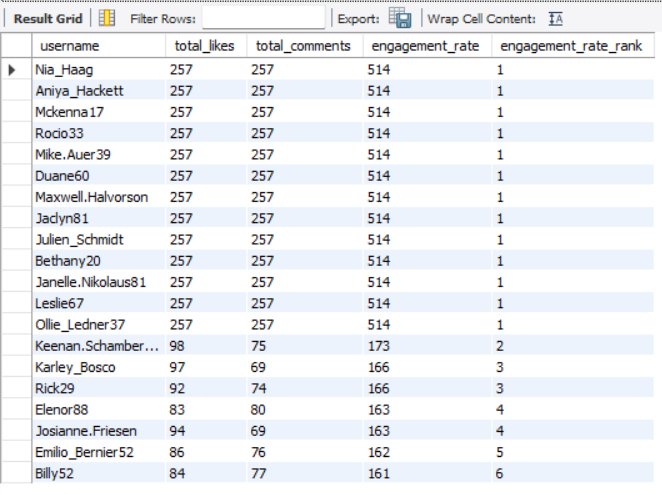 Result Grid Filter Rows: Export: Wrap Cell Content: IA
username total_likes total_comments engagement_rate engagement_rate_rank
Nia_Haag 257 257 514 1
Aniya_Hackett 257 257 514 1
Mckenna17 257 257 514 1
Rocio33 257 257 514 1
Mike.Auer39 257 257 514 1
Duane60 257 257 514 1
Maxwell.Halvorson 257 257 514 1
Jaclyn81 257 257 514 1
Julien_Schmidt 257 257 514 1
Bethany20 257 257 514 1
Janelle.Nikolaus81 257 257 514 1
Leslie67 257 257 514 1
Ollie_Ledner37 257 257 514 1
Keenan.Schamber... 98 75 173 2
Karley_Bosco 97 69 166 3
Rick29 92 74 166 3
Elenor88 83 80 163 4
Josianne.Friesen 94 69 163 4
Emilio_Bernier52 86 76 162 5
Billy52 84 77 161 6